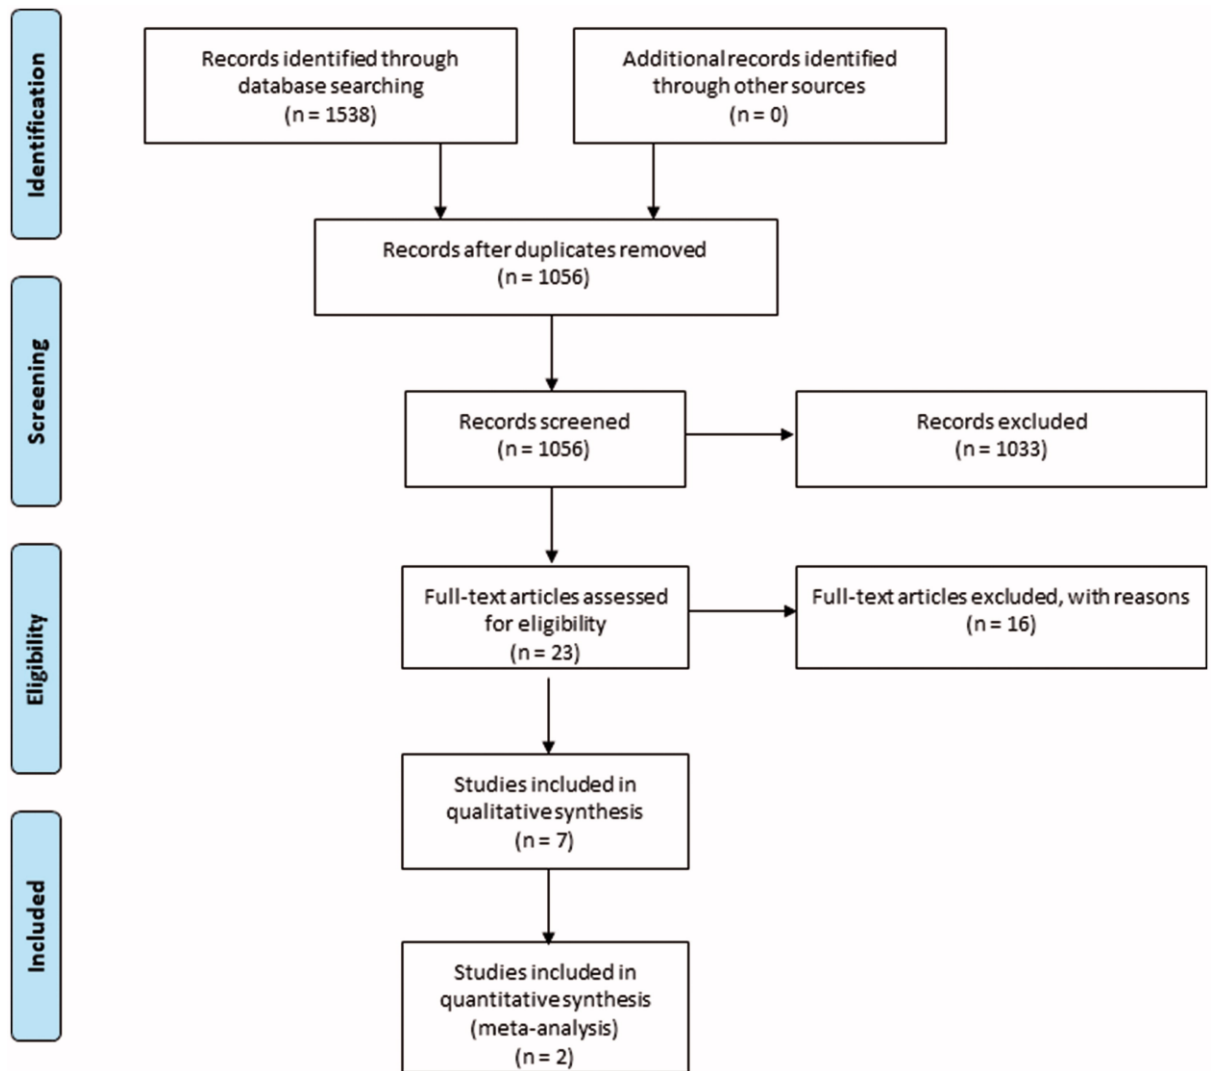 Identification
Records identified through
database searching
(n = 1538)
Additional records identified
through other sources
(n = 0)
Records after duplicates removed
(n = 1056)
Screening
Records screened
(n = 1056)
Records excluded
(n = 1033)
Eligibility
Full-text articles assessed
for eligibility
(n = 23)
Full-text articles excluded, with reasons
(n = 16)
Studies included in
qualitative synthesis
(n = 7)
Included
Studies included in
quantitative synthesis
(meta-analysis)
(n = 2)